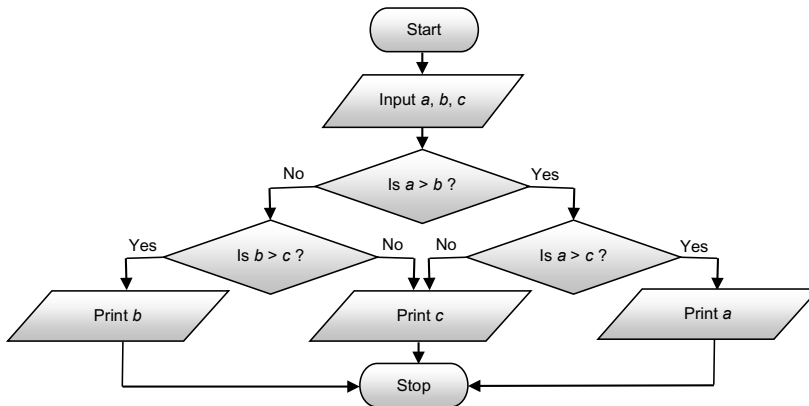 Start
Input a, b, c
No
Is a > b ?
Yes
Yes
Is b > c ?
No
No
Is a > c ?
Yes
Print b
Print c
Print a
Stop